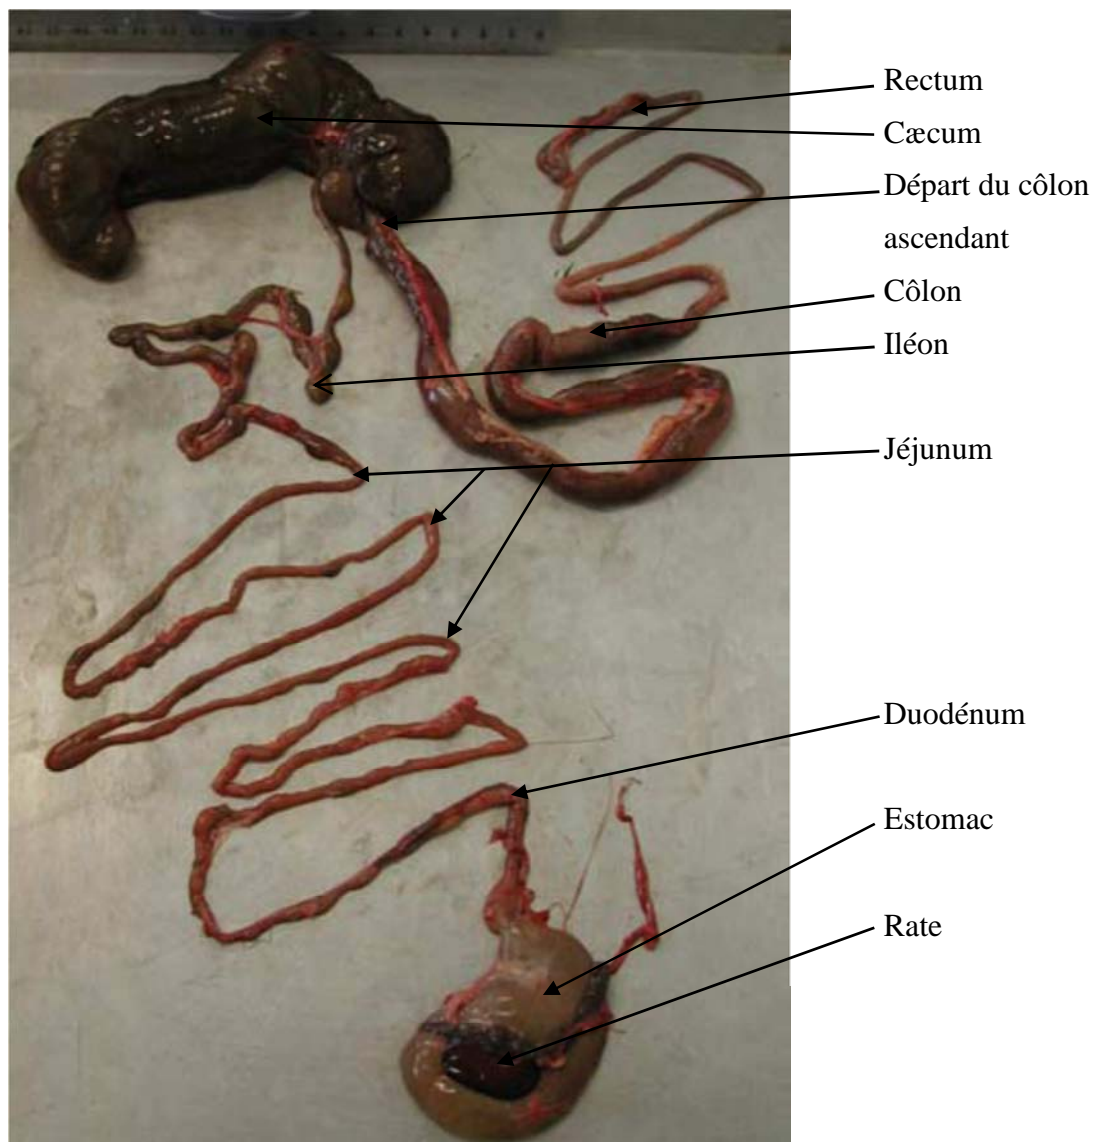 Rectum
Cæcum
Départ du côlon
ascendant
Côlon
Iléon
Jéjunum
Duodénum
Estomac
Rate